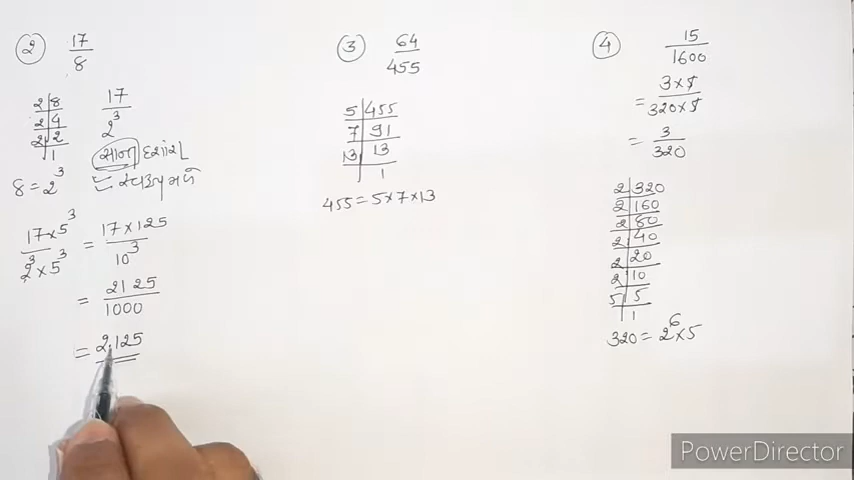 2 17/8
2 | 8
2 | 4
2 | 2
1
17/2³
8 = 2³
સાન્ત દશાંશ
17×5³/2³×5³ = 17×125/10³
= 2125/1000
= 2.125
3 64/455
5 | 455
7 | 91
13 | 13
1
455 = 5×7×13
4 15/1600
= 3×5/320×5
= 3/320
2 | 320
2 | 160
2 | 80
2 | 40
2 | 20
2 | 10
5 | 5
1
320 = 2⁶×5
PowerDirector